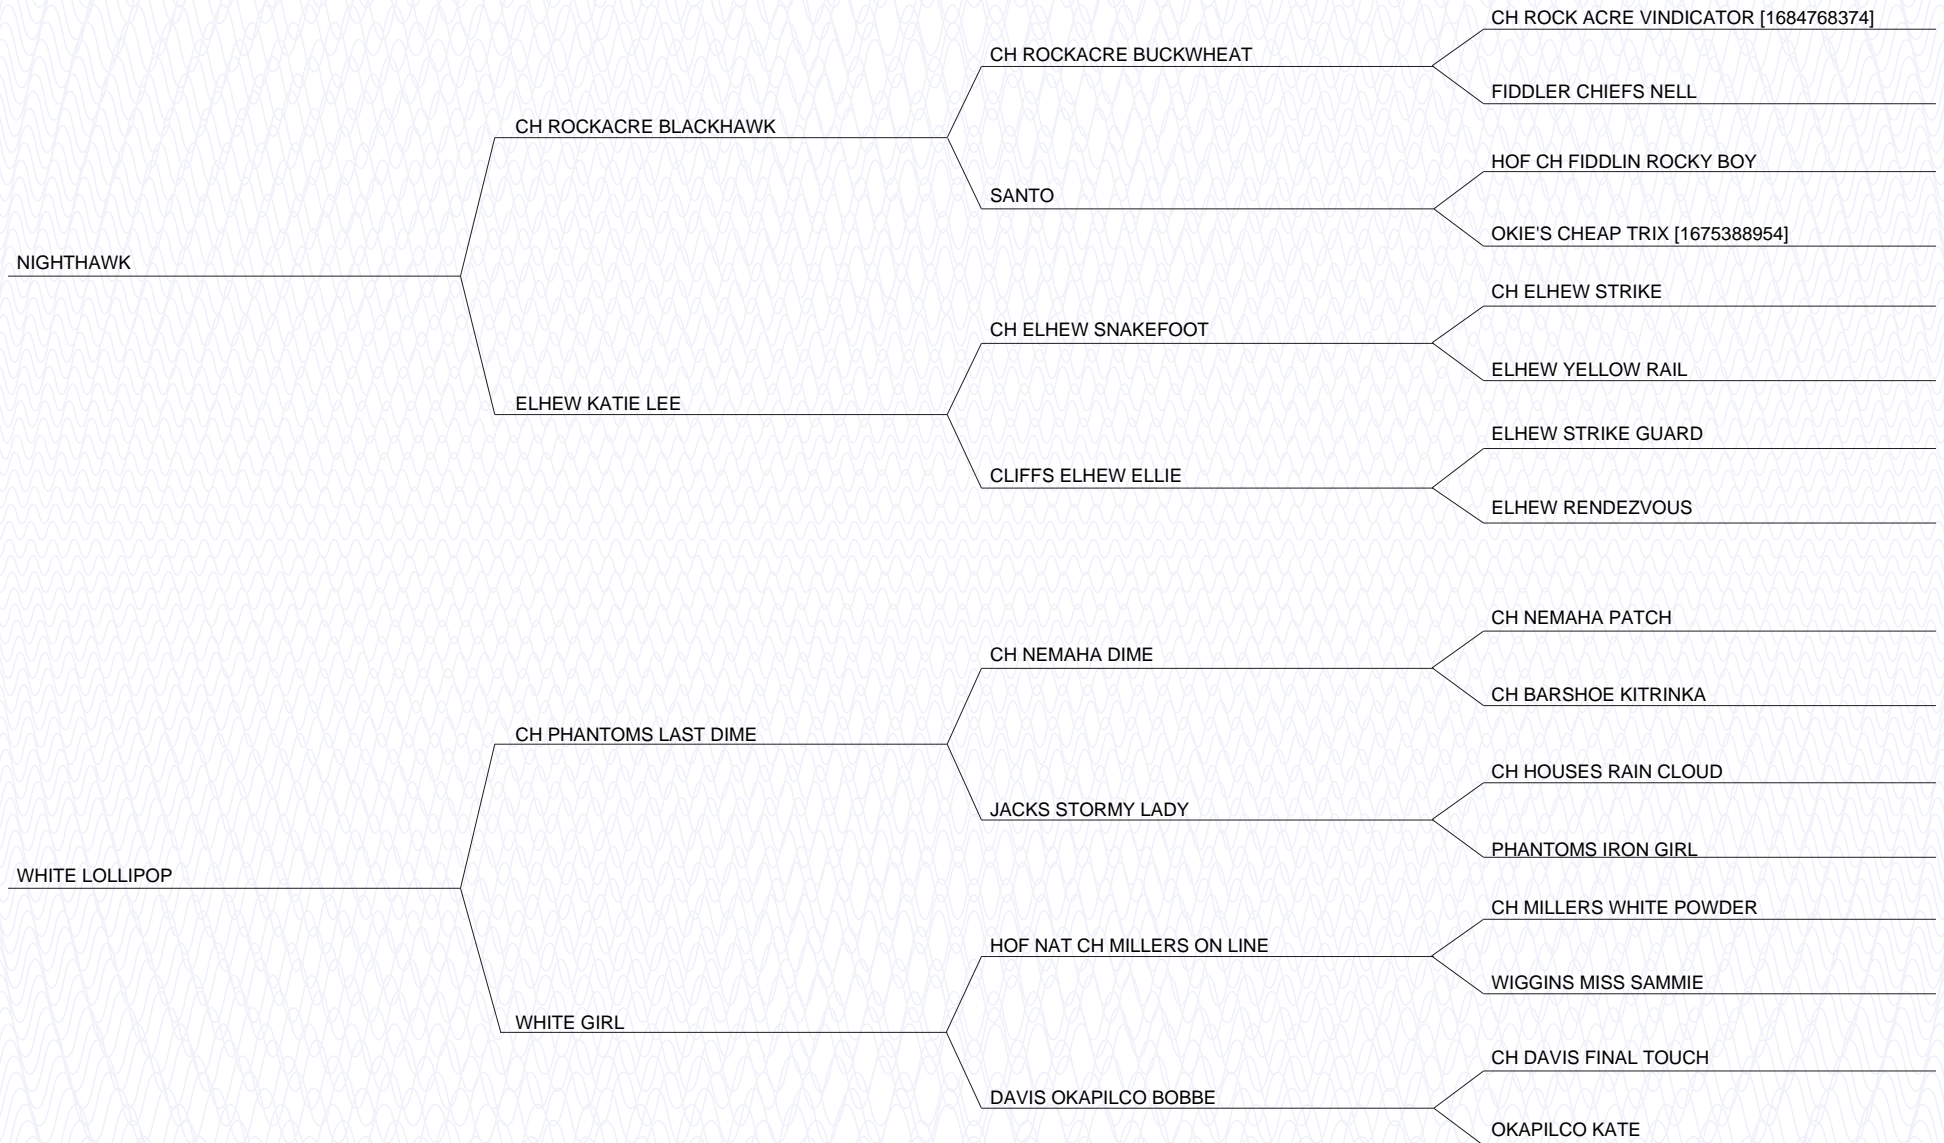 CH ROCK ACRE VINDICATOR [1684768374]
CH ROCKACRE BUCKWHEAT
FIDDLER CHIEFS NELL
CH ROCKACRE BLACKHAWK
HOF CH FIDDLIN ROCKY BOY
SANTO
OKIE'S CHEAP TRIX [1675388954]
NIGHTHAWK
CH ELHEW STRIKE
CH ELHEW SNAKEFOOT
ELHEW YELLOW RAIL
ELHEW KATIE LEE
ELHEW STRIKE GUARD
CLIFFS ELHEW ELLIE
ELHEW RENDEZVOUS
CH NEMAHA PATCH
CH NEMAHA DIME
CH BARSHOE KITRINKA
CH PHANTOMS LAST DIME
CH HOUSES RAIN CLOUD
JACKS STORMY LADY
PHANTOMS IRON GIRL
WHITE LOLLIPOP
CH MILLERS WHITE POWDER
HOF NAT CH MILLERS ON LINE
WIGGINS MISS SAMMIE
WHITE GIRL
CH DAVIS FINAL TOUCH
DAVIS OKAPILCO BOBBE
OKAPILCO KATE